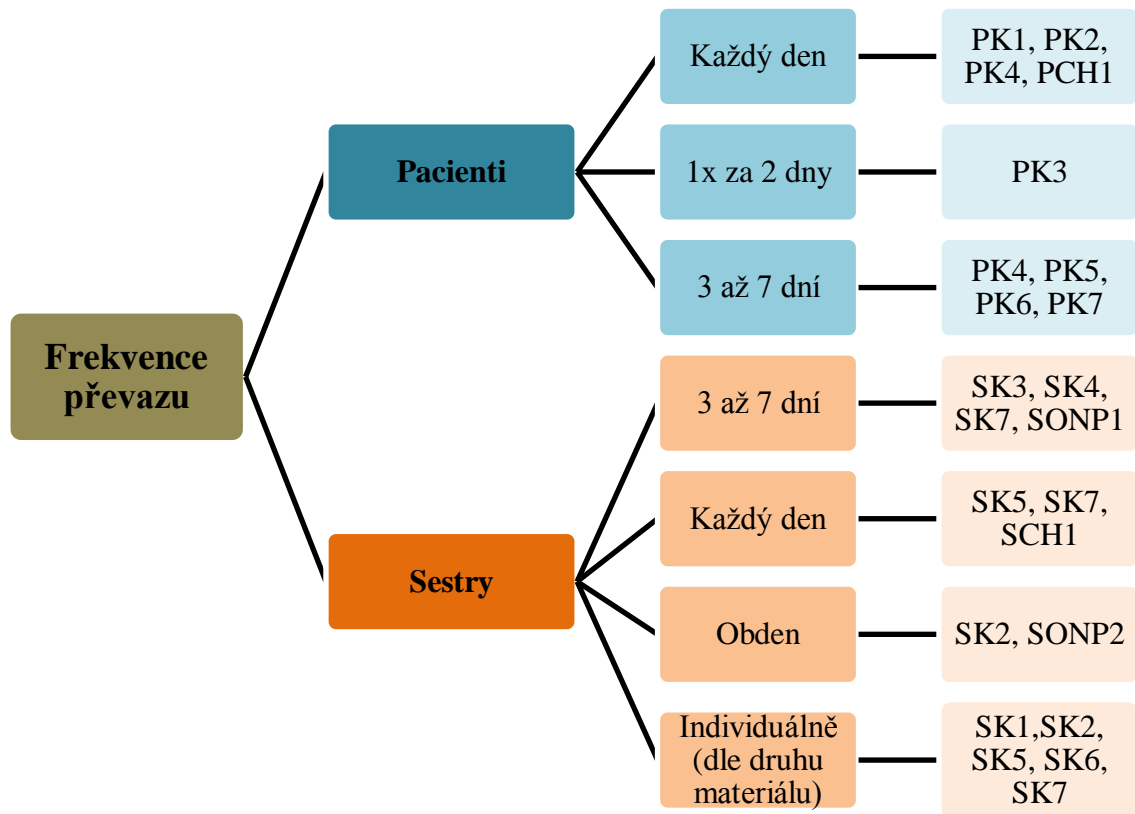 Frekvence
převazu
Pacienti
Každý den
PK1, PK2,
PK4, PCH1
1x za 2 dny
PK3
3 až 7 dní
PK4, PK5,
PK6, PK7
Sestry
3 až 7 dní
SK3, SK4,
SK7, SONP1
Každý den
SK5, SK7,
SCH1
Obden
SK2, SONP2
Individuálně
(dle druhu
materiálu)
SK1,SK2,
SK5, SK6,
SK7